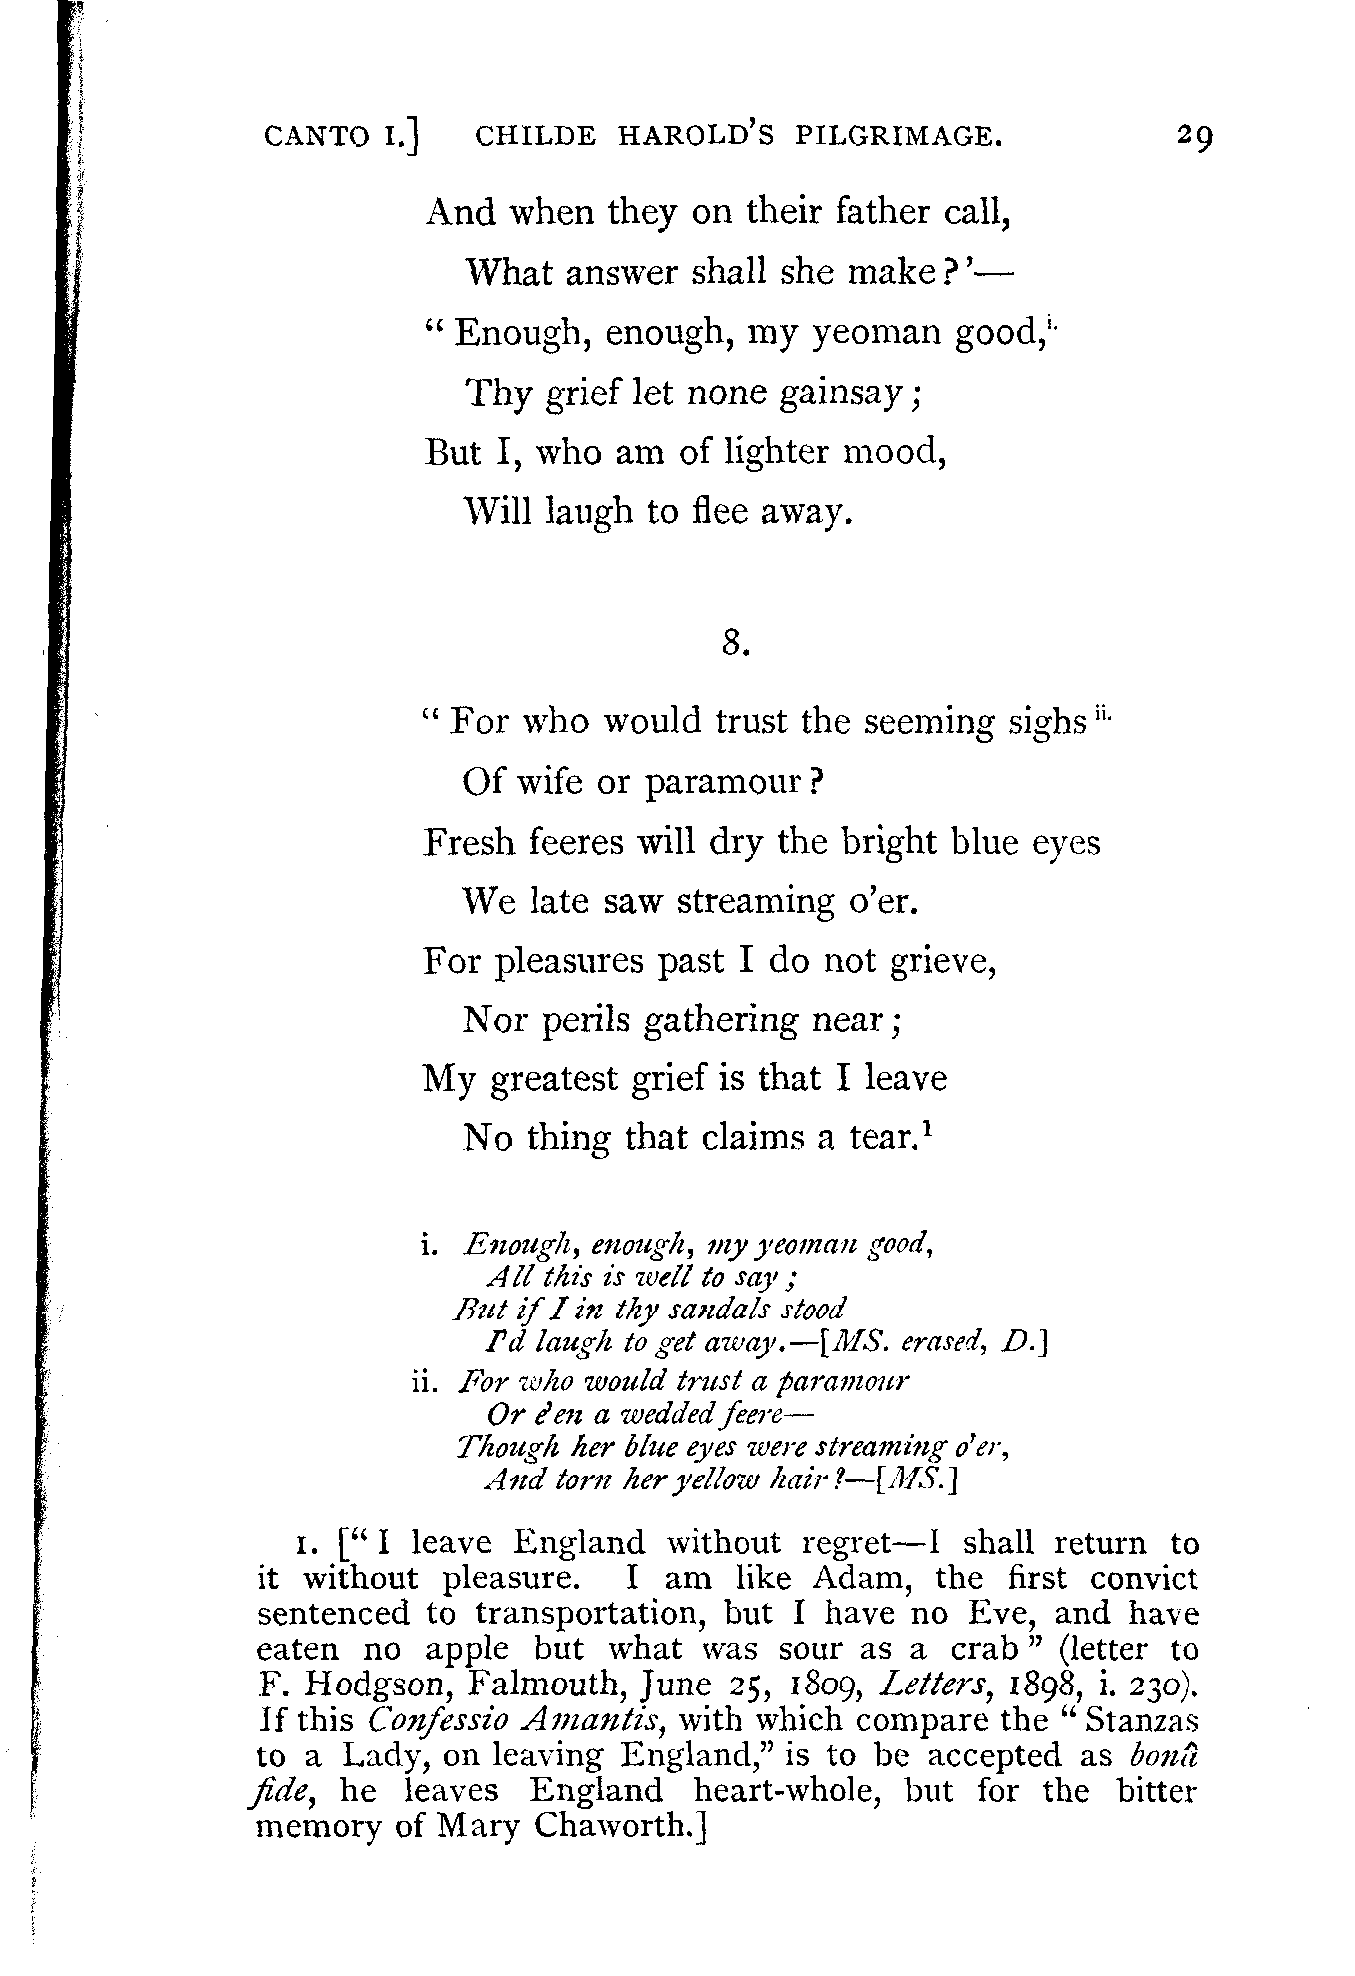 CANTO I.] CHILDE HAROLD'S PILGRIMAGE. 29
And when they on their father call,
What answer shall she make?'—
“Enough, enough, my yeoman good,i.
Thy grief let none gainsay;
But I, who am of lighter mood,
Will laugh to flee away.
8.
“For who would trust the seeming sighs ii.
Of wife or paramour?
Fresh feeres will dry the bright blue eyes
We late saw streaming o'er.
For pleasures past I do not grieve,
Nor perils gathering near;
My greatest grief is that I leave
No thing that claims a tear.¹
i. Enough, enough, my yeoman good,
All this is well to say;
But if I in thy sandals stood
I'd laugh to get away.—[MS. erased, D.]
ii. For who would trust a paramour
Or e'en a wedded feere—
Though her blue eyes were streaming o'er,
And torn her yellow hair?—[MS.]
1. [“I leave England without regret—I shall return to
it without pleasure. I am like Adam, the first convict
sentenced to transportation, but I have no Eve, and have
eaten no apple but what was sour as a crab” (letter to
F. Hodgson, Falmouth, June 25, 1809, Letters, 1898, i. 230).
If this Confessio Amantis, with which compare the “Stanzas
to a Lady, on leaving England,” is to be accepted as bonâ
fide, he leaves England heart-whole, but for the bitter
memory of Mary Chaworth.]